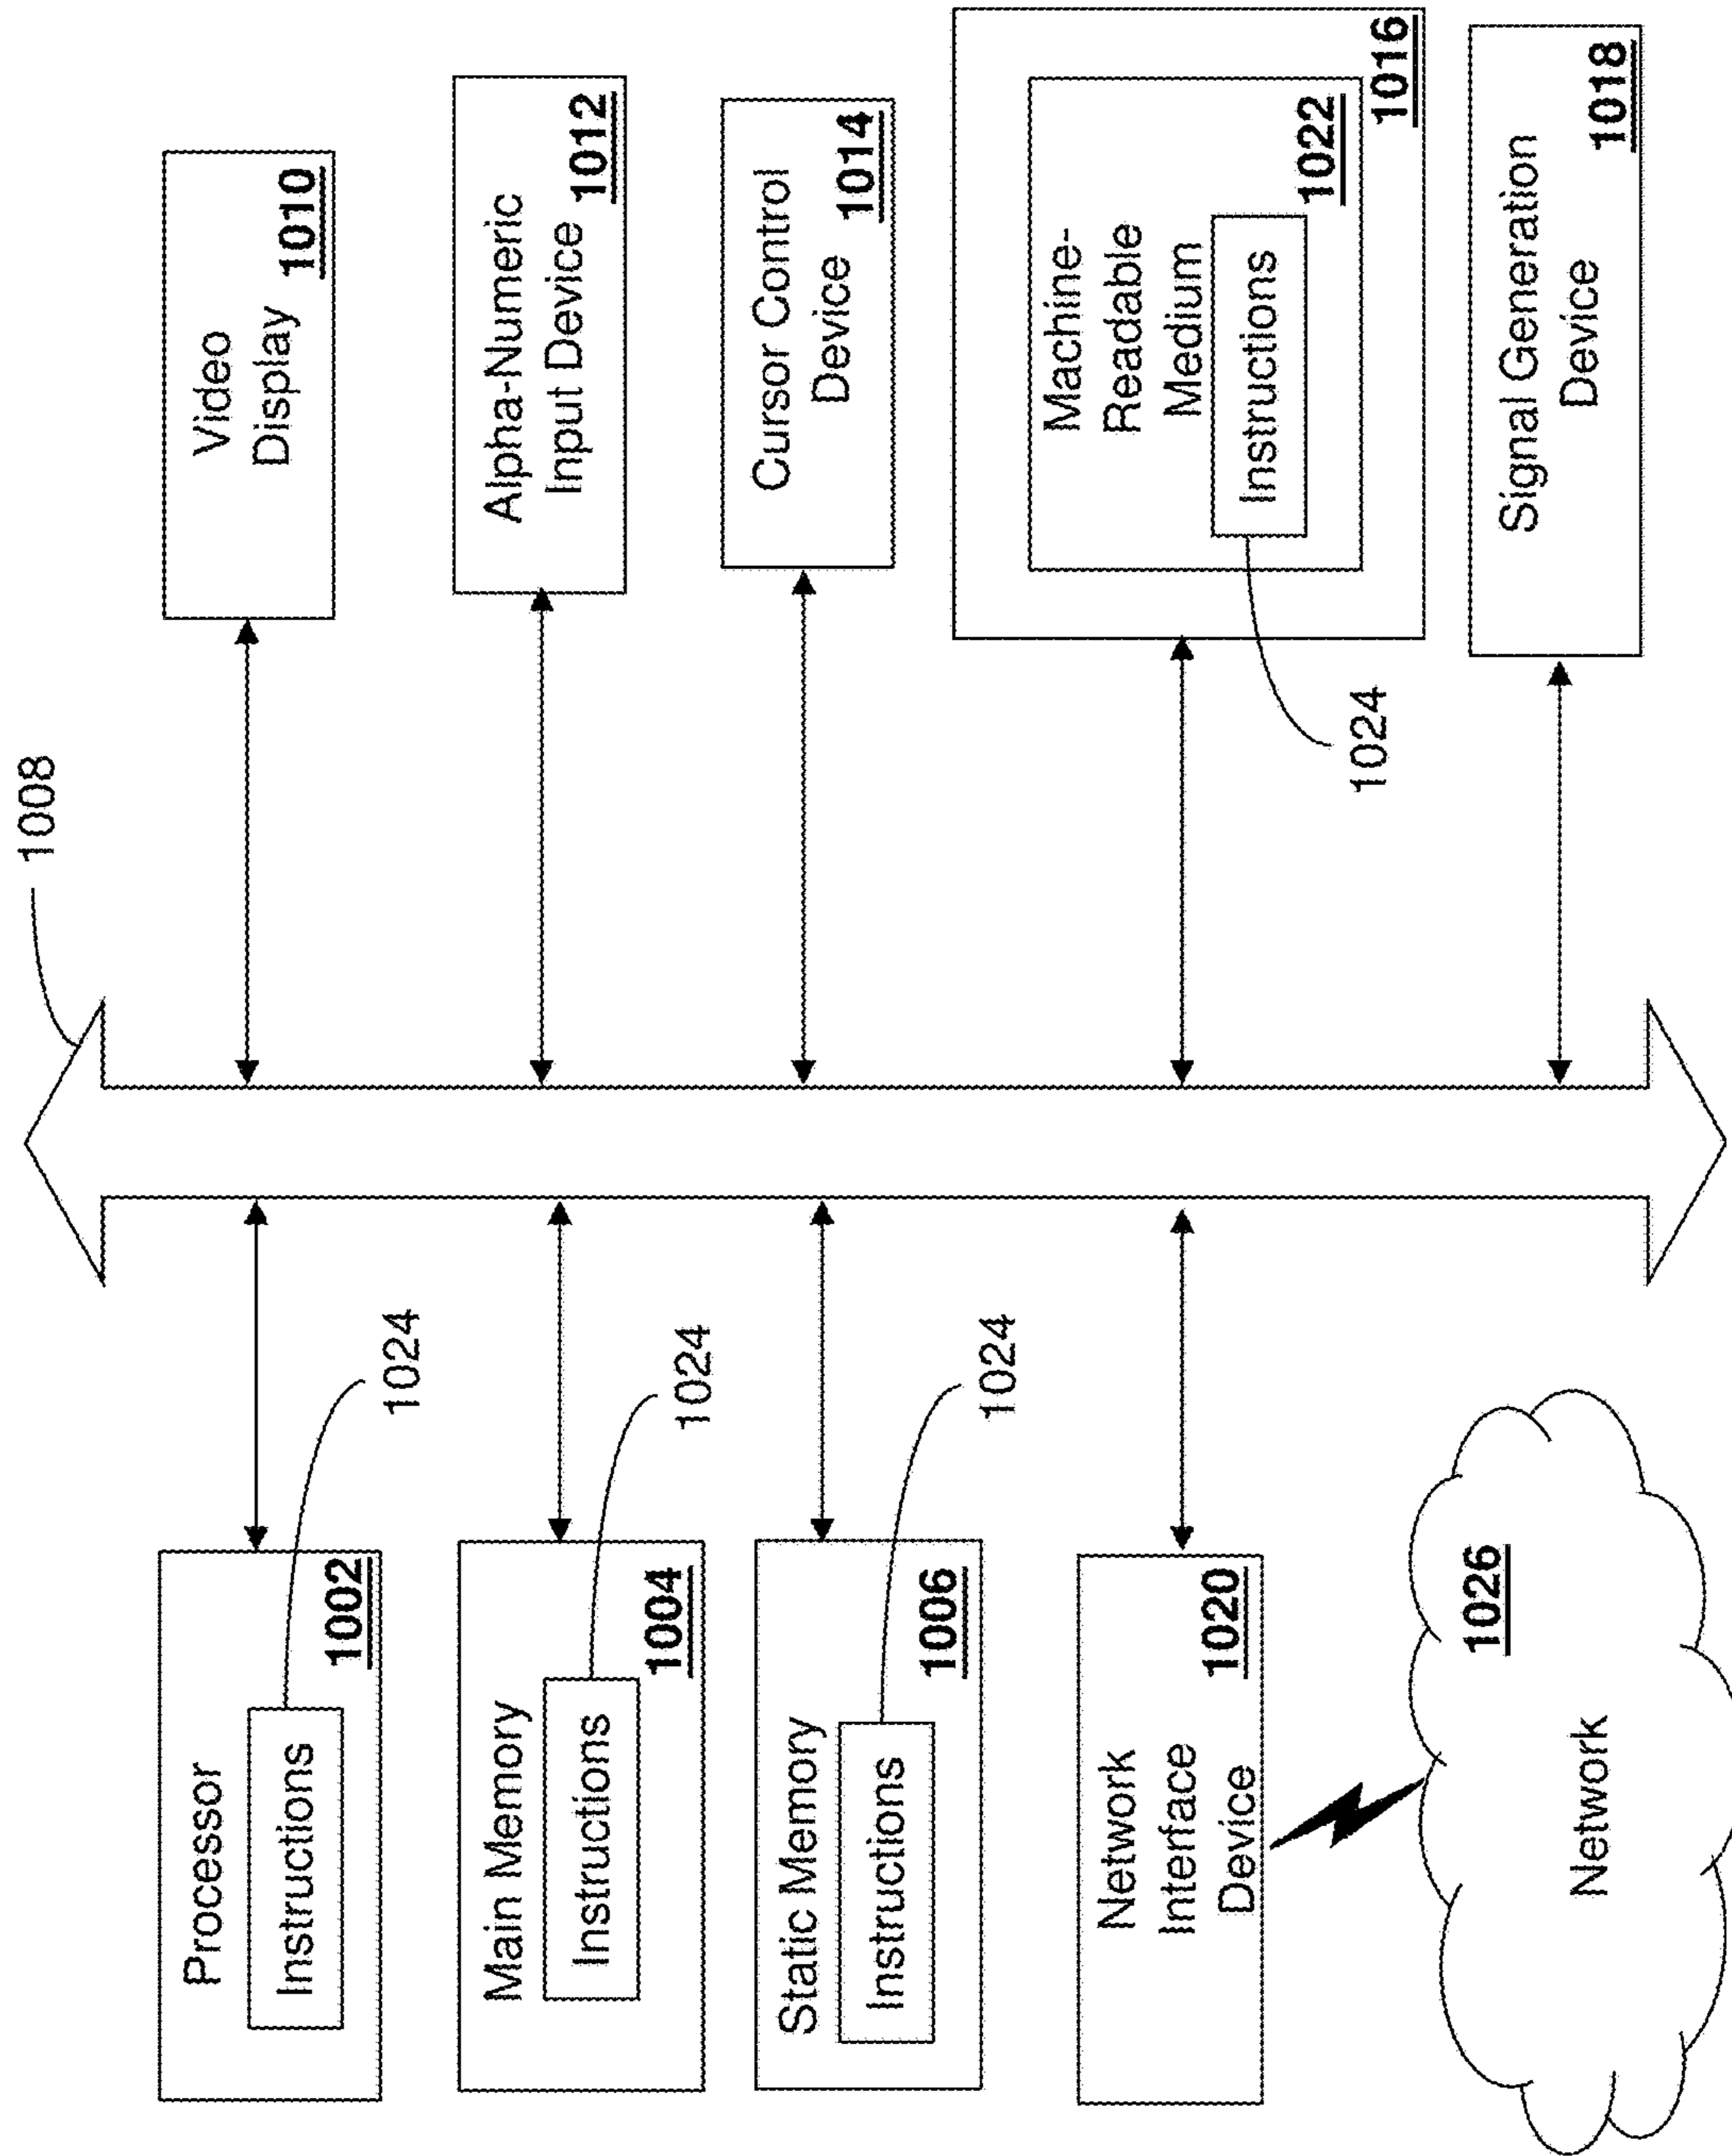 1008
Processor
Instructions
1002
1024
Main Memory
Instructions
1004
1024
Static Memory
Instructions
1006
1024
Network
Interface
Device
1020
1026
Network
Video
Display
1010
Alpha-Numeric
Input Device
1012
Cursor Control
Device
1014
Machine-
Readable
Medium
Instructions
1022
1016
1024
Signal Generation
Device
1018